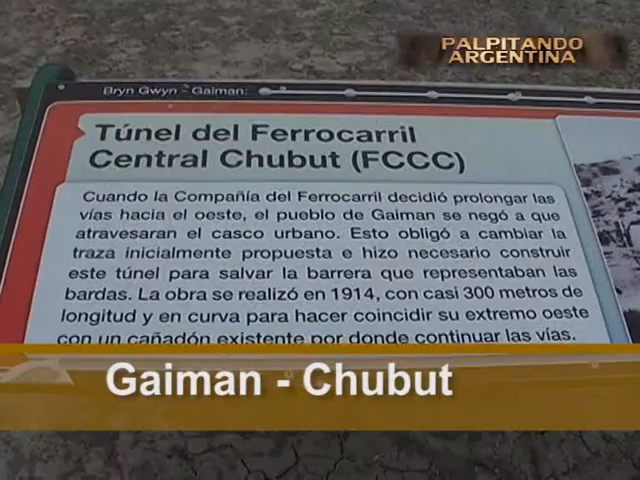 PALPITANDO
ARGENTINA
Bryn Gwyn - Gaiman:
Túnel del Ferrocarril
Central Chubut (FCCC)
Cuando la Compañía del Ferrocarril decidió prolongar las
vías hacia el oeste, el pueblo de Gaiman se negó a que
atravesaran el casco urbano. Esto obligó a cambiar la
traza inicialmente propuesta e hizo necesario construir
este túnel para salvar la barrera que representaban las
bardas. La obra se realizó en 1914, con casi 300 metros de
longitud y en curva para hacer coincidir su extremo oeste
con un cañadón existente por donde continuar las vías.
Gaiman - Chubut